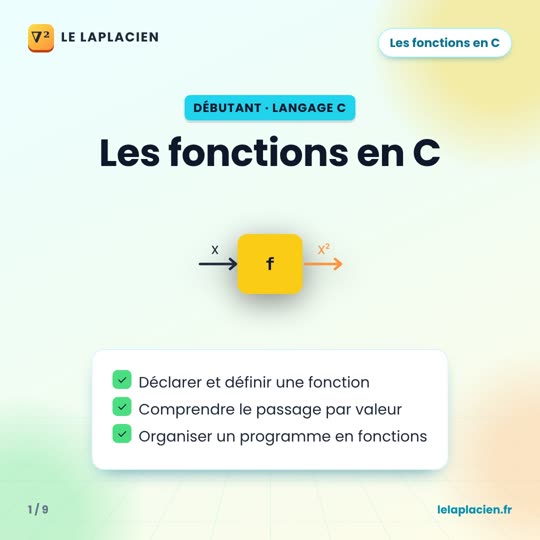 ∇² LE LAPLACIEN
Les fonctions en C
DÉBUTANT · LANGAGE C
Les fonctions en C
X
f
X²
Déclarer et définir une fonction
Comprendre le passage par valeur
Organiser un programme en fonctions
1 / 9
lelaplacien.fr